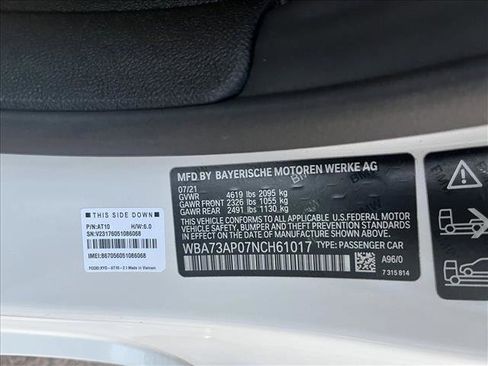 MFD.BY BAYERISCHE MOTOREN WERKE AG
07/21
GVWR 4619 lbs 2095 kg
GAWR FRONT 2326 lbs 1055 kg
GAWR REAR 2491 lbs 1130 kg
THIS VEHICLE CONFORMS TO ALL APPLICABLE U.S.FEDERAL MOTOR
VEHICLE SAFETY, BUMPER, AND THEFT PREVENTION STANDARDS IN
EFFECT ON THE DATE OF MANUFACTURE SHOWN ABOVE.
WBA73AP07NCH61017
PASSENGER CAR
A96/0
7 315 814
THIS SIDE DOWN
P/N:AT10 H/W:6.0
SN:V23176051086068
IMEI:867056051086068
Made in Vietnam